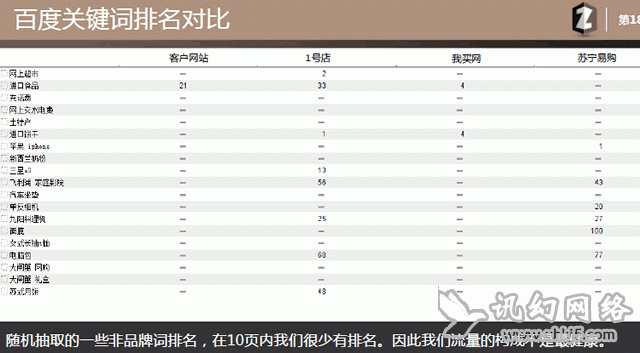 百度关键词排名对比
第18
客户网站 1号店 我买网 苏宁易购
网上超市 — 2 — —
进口食品 21 33 4 —
充话费 — — — —
网上交水电费 — — — —
土特产 — — — —
进口饼干 — 1 4 —
苹果 iphone — — — 1
新西兰奶粉 — — — —
三星s3 — 13 — —
飞利浦 家庭影院 — 56 — 43
汽车坐垫 — — — —
单反相机 — — — 20
九阳料理机 — 25 — 27
面膜 — — — 100
女式长袖t恤 — — — —
电脑包 — 68 — 77
大闸蟹 网购 — — — —
大闸蟹 礼盒 — — — —
苏式月饼 — 48 — —
讯幻网络
随机抽取的一些非品牌词排名，在10页内我们很少有排名。因此我们流量的构成不是最健康。